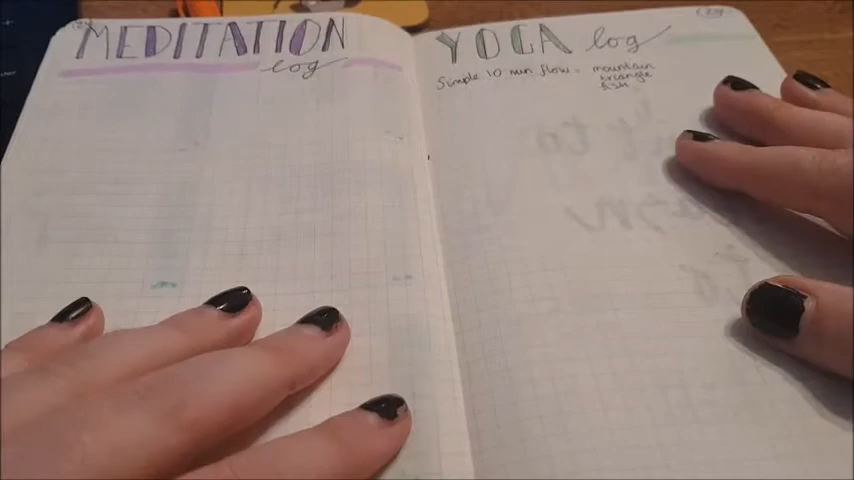 MEDITATION
log
YOGA log
Simple 10 min flow - mountain
triangle
fish